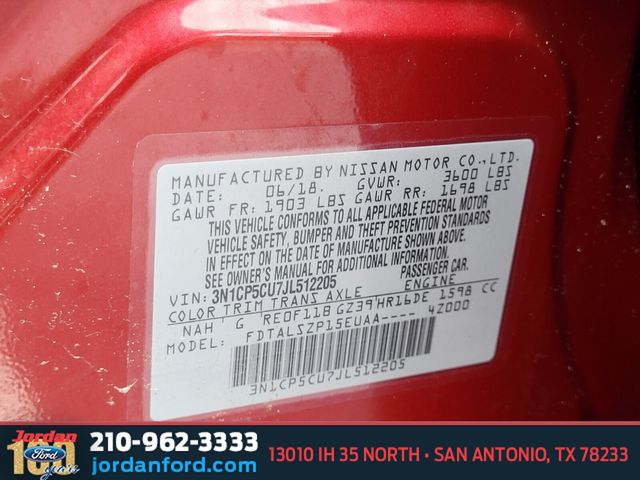 MANUFACTURED BY NISSAN MOTOR CO.,LTD.
DATE: 06/18. GVWR: 3600 LBS
GAWR FR: 1903 LBS GAWR RR: 1698 LBS
THIS VEHICLE CONFORMS TO ALL APPLICABLE FEDERAL MOTOR
VEHICLE SAFETY, BUMPER AND THEFT PREVENTION STANDARDS
IN EFFECT ON THE DATE OF MANUFACTURE SHOWN ABOVE.
SEE OWNER'S MANUAL FOR ADDITIONAL INFORMATION.
VIN: 3N1CP5CU7JL512205 PASSENGER CAR.
COLOR TRIM TRANS AXLE ENGINE
NAH G RE0F11B GZ39 HR16DE 1598 CC
MODEL: FDTALSZP15EUAA---- 4Z000
3N1CP5CU7JL512205
Jordan
Ford
100
years
210-962-3333
jordanford.com
13010 IH 35 NORTH • SAN ANTONIO, TX 78233